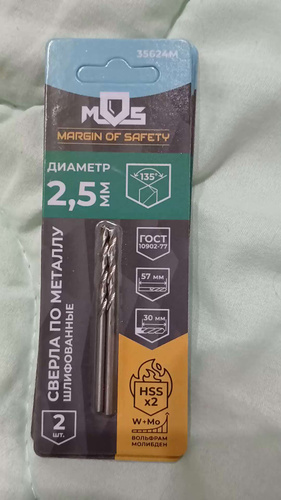 35624M
MOS
MARGIN OF SAFETY
ДИАМЕТР
2,5 ММ
135°
ГОСТ
10902-77
57 мм
30 мм
СВЕРЛА ПО МЕТАЛЛУ
ШЛИФОВАННЫЕ
2
шт.
HSS
x2
W+Mo
ВОЛЬФРАМ
МОЛИБДЕН